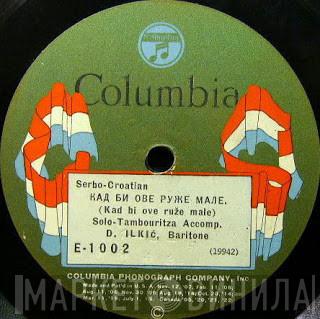 Columbia
Serbo-Croatian
КАД БИ ОВЕ РУЖЕ МАЛЕ.
(Kad bi ove ruže male)
Solo-Tambouritza Accomp.
D. ILKIĆ, Baritone
E-1002 (19942)
COLUMBIA PHONOGRAPH COMPANY, Inc